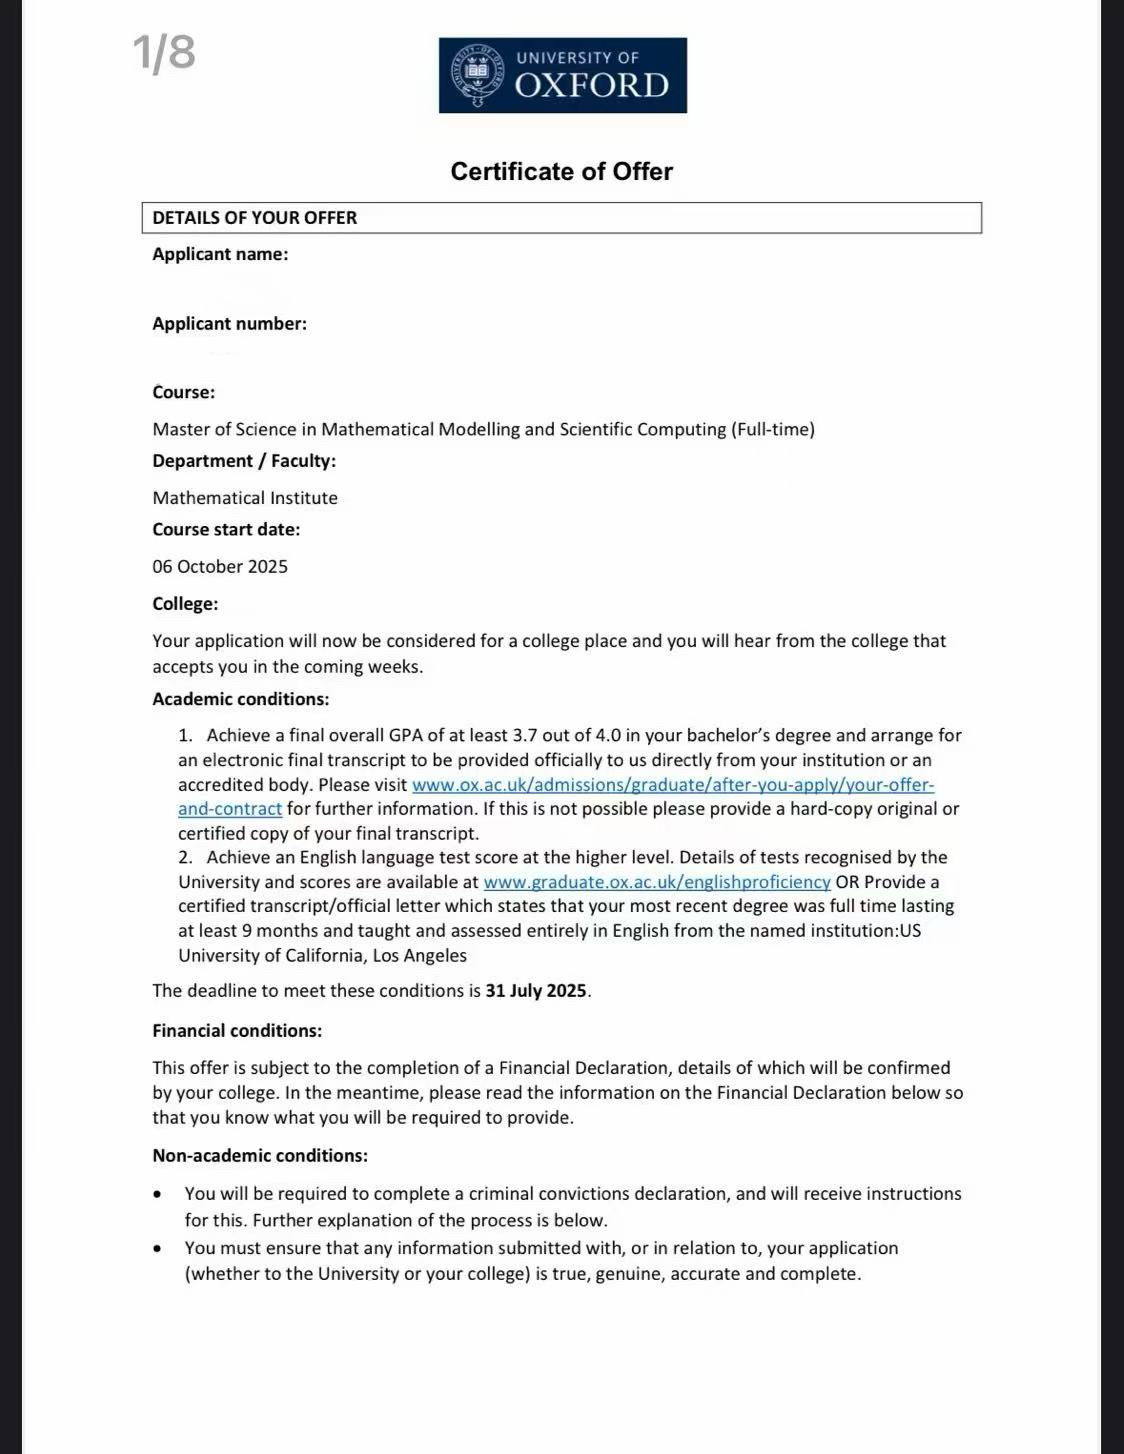 1/8
UNIVERSITY OF
OXFORD
Certificate of Offer
DETAILS OF YOUR OFFER
Applicant name:
Applicant number:
Course:
Master of Science in Mathematical Modelling and Scientific Computing (Full-time)
Department / Faculty:
Mathematical Institute
Course start date:
06 October 2025
College:
Your application will now be considered for a college place and you will hear from the college that
accepts you in the coming weeks.
Academic conditions:
1. Achieve a final overall GPA of at least 3.7 out of 4.0 in your bachelor’s degree and arrange for
an electronic final transcript to be provided officially to us directly from your institution or an
accredited body. Please visit www.ox.ac.uk/admissions/graduate/after-you-apply/your-offer-
and-contract for further information. If this is not possible please provide a hard-copy original or
certified copy of your final transcript.
2. Achieve an English language test score at the higher level. Details of tests recognised by the
University and scores are available at www.graduate.ox.ac.uk/englishproficiency OR Provide a
certified transcript/official letter which states that your most recent degree was full time lasting
at least 9 months and taught and assessed entirely in English from the named institution:US
University of California, Los Angeles
The deadline to meet these conditions is 31 July 2025.
Financial conditions:
This offer is subject to the completion of a Financial Declaration, details of which will be confirmed
by your college. In the meantime, please read the information on the Financial Declaration below so
that you know what you will be required to provide.
Non-academic conditions:
• You will be required to complete a criminal convictions declaration, and will receive instructions
for this. Further explanation of the process is below.
• You must ensure that any information submitted with, or in relation to, your application
(whether to the University or your college) is true, genuine, accurate and complete.